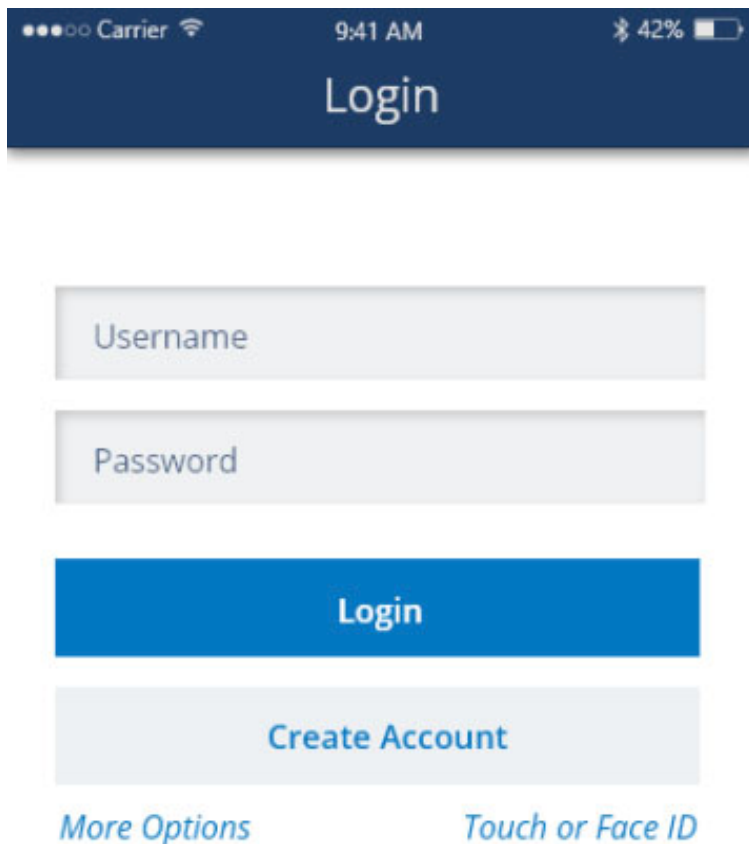 Carrier 9:41 AM 42%
Login
Username
Password
Login
Create Account
More Options Touch or Face ID